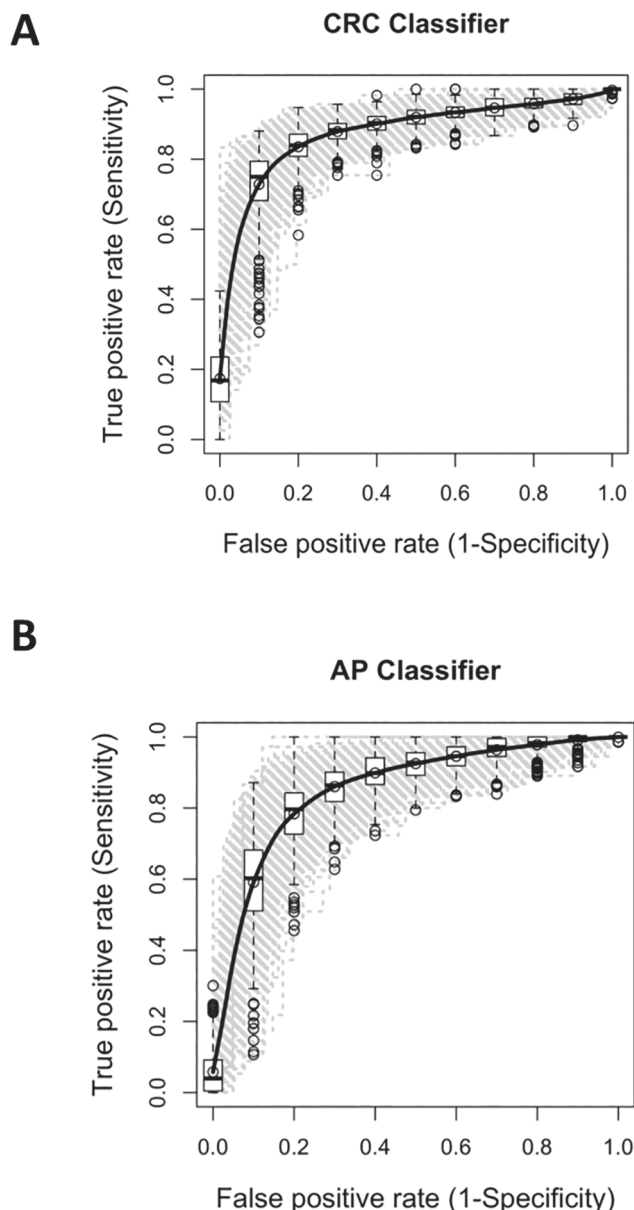 A
CRC Classifier
True positive rate (Sensitivity)
1.0
0.8
0.6
0.4
0.2
0.0
0.0 0.2 0.4 0.6 0.8 1.0
False positive rate (1-Specificity)
B
AP Classifier
True positive rate (Sensitivity)
1.0
0.8
0.6
0.4
0.2
0.0
0.0 0.2 0.4 0.6 0.8 1.0
False positive rate (1-Specificity)